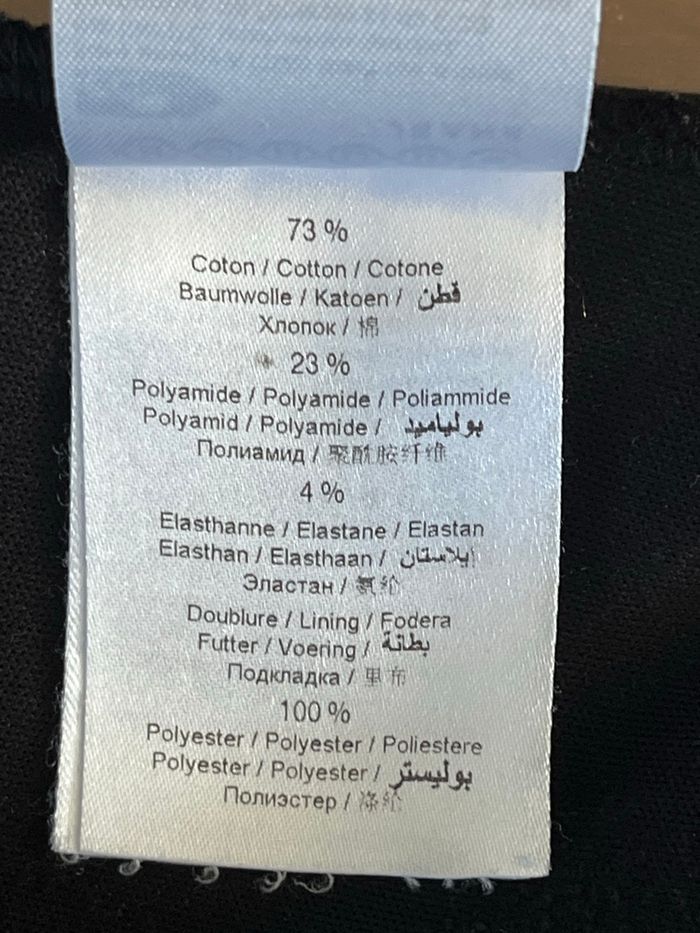 73 %
Coton / Cotton / Cotone
Baumwolle / Katoen / قطن
Хлопок / 棉
23 %
Polyamide / Polyamide / Poliammide
Polyamid / Polyamide / بولياميد
Полиамид / 聚酰胺纤维
4 %
Elasthanne / Elastane / Elastan
Elasthan / Elasthaan / إيلاستان
Эластан / 氨纶
Doublure / Lining / Fodera
Futter / Voering / بطانة
Подкладка / 里布
100 %
Polyester / Polyester / Poliestere
Polyester / Polyester / بوليستر
Полиэстер / 涤纶